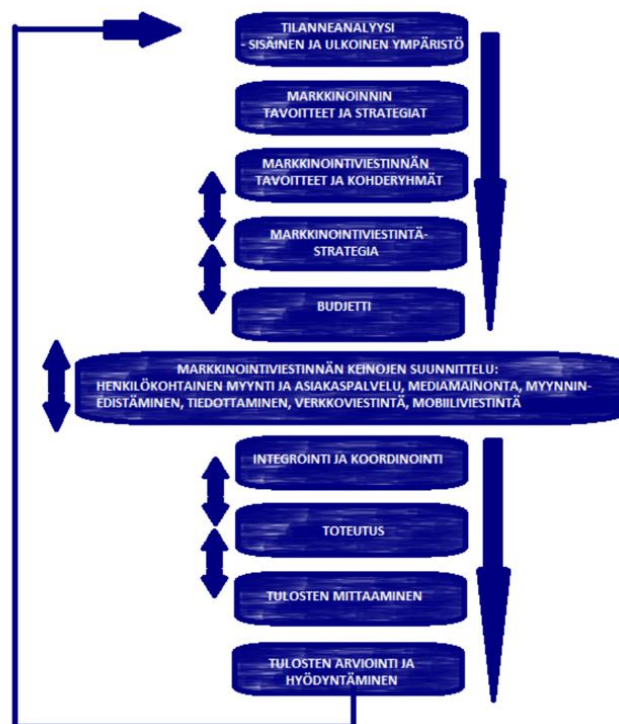 TILANNEANALYYSI
- SISÄINEN JA ULKOINEN YMPÄRISTÖ
MARKKINOINNIN
TAVOITTEET JA STRATEGIAT
MARKKINOINTIVIESTINNÄN
TAVOITTEET JA KOHDERYHMÄT
MARKKINOINTIVIESTINTÄ-
STRATEGIA
BUDJETTI
MARKKINOINTIVIESTINNÄN KEINOJEN SUUNNITTELU:
HENKILÖKOHTAINEN MYYNTI JA ASIAKASPALVELU, MEDIAMAINONTA, MYYNNIN-
EDISTÄMINEN, TIEDOTTAMINEN, VERKKOVIESTINTÄ, MOBIILIVIESTINTÄ
INTEGROINTI JA KOORDINOINTI
TOTEUTUS
TULOSTEN MITTAAMINEN
TULOSTEN ARVIOINTI JA
HYÖDYNTÄMINEN